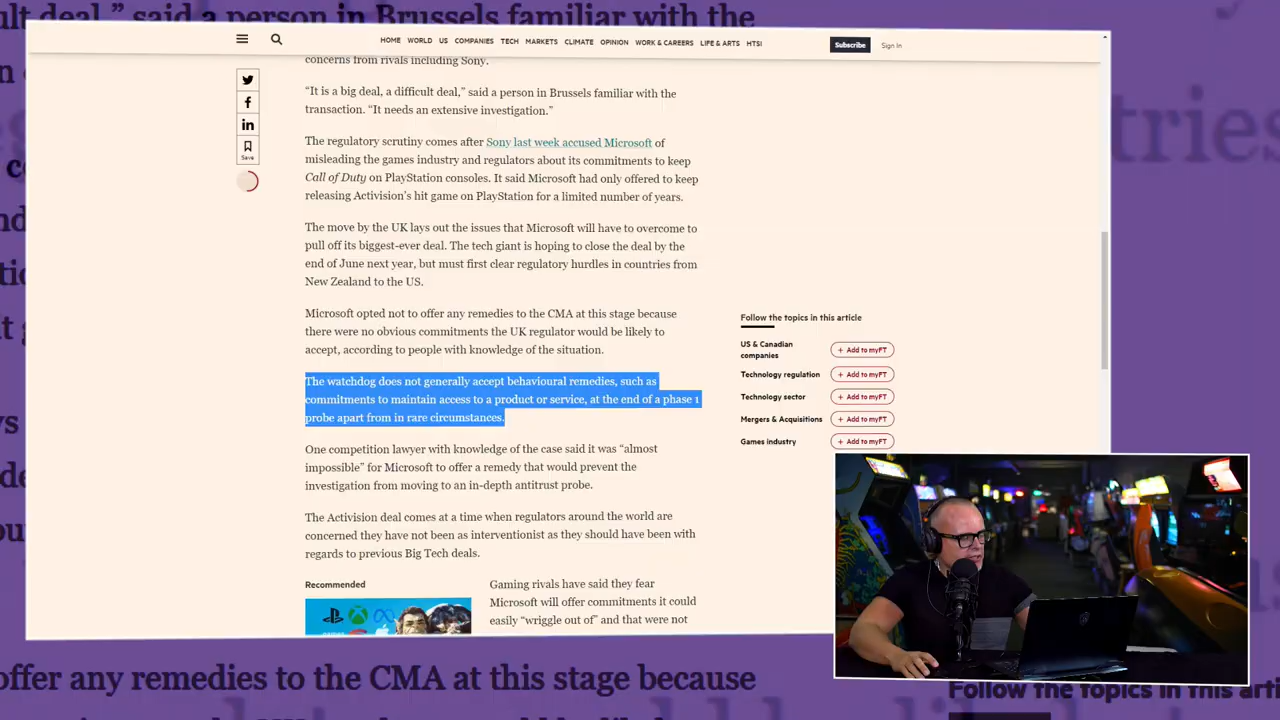 ult deal,” said a person in Brussels familiar with the
HOME WORLD US COMPANIES TECH MARKETS CLIMATE OPINION WORK & CAREERS LIFE & ARTS HTSI
Subscribe Sign In
concerns from rivals including Sony.
“It is a big deal, a difficult deal,” said a person in Brussels familiar with the
transaction. “It needs an extensive investigation.”
The regulatory scrutiny comes after Sony last week accused Microsoft of
misleading the games industry and regulators about its commitments to keep
Call of Duty on PlayStation consoles. It said Microsoft had only offered to keep
releasing Activision’s hit game on PlayStation for a limited number of years.
Save
The move by the UK lays out the issues that Microsoft will have to overcome to
pull off its biggest-ever deal. The tech giant is hoping to close the deal by the
end of June next year, but must first clear regulatory hurdles in countries from
New Zealand to the US.
Microsoft opted not to offer any remedies to the CMA at this stage because
there were no obvious commitments the UK regulator would be likely to
accept, according to people with knowledge of the situation.
The watchdog does not generally accept behavioural remedies, such as
commitments to maintain access to a product or service, at the end of a phase 1
probe apart from in rare circumstances.
One competition lawyer with knowledge of the case said it was “almost
impossible” for Microsoft to offer a remedy that would prevent the
investigation from moving to an in-depth antitrust probe.
The Activision deal comes at a time when regulators around the world are
concerned they have not been as interventionist as they should have been with
regards to previous Big Tech deals.
Recommended
Gaming rivals have said they fear
Microsoft will offer commitments it could
easily “wriggle out of” and that were not
Follow the topics in this article
US & Canadian
companies
+ Add to myFT
Technology regulation + Add to myFT
Technology sector + Add to myFT
Mergers & Acquisitions + Add to myFT
Games industry + Add to myFT
offer any remedies to the CMA at this stage because
Follow the topics in this arti